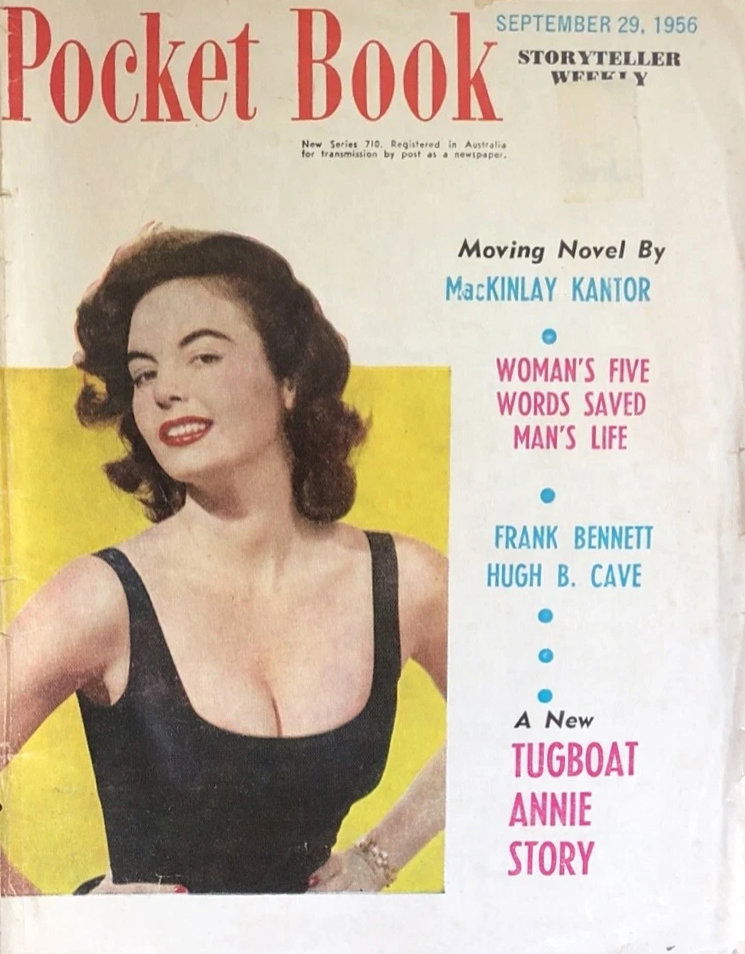 Pocket Book
SEPTEMBER 29, 1956
STORYTELLER
WEEKLY
New Series 710. Registered in Australia
for transmission by post as a newspaper.
Moving Novel By
MacKINLAY KANTOR
WOMAN'S FIVE
WORDS SAVED
MAN'S LIFE
FRANK BENNETT
HUGH B. CAVE
A New
TUGBOAT
ANNIE
STORY